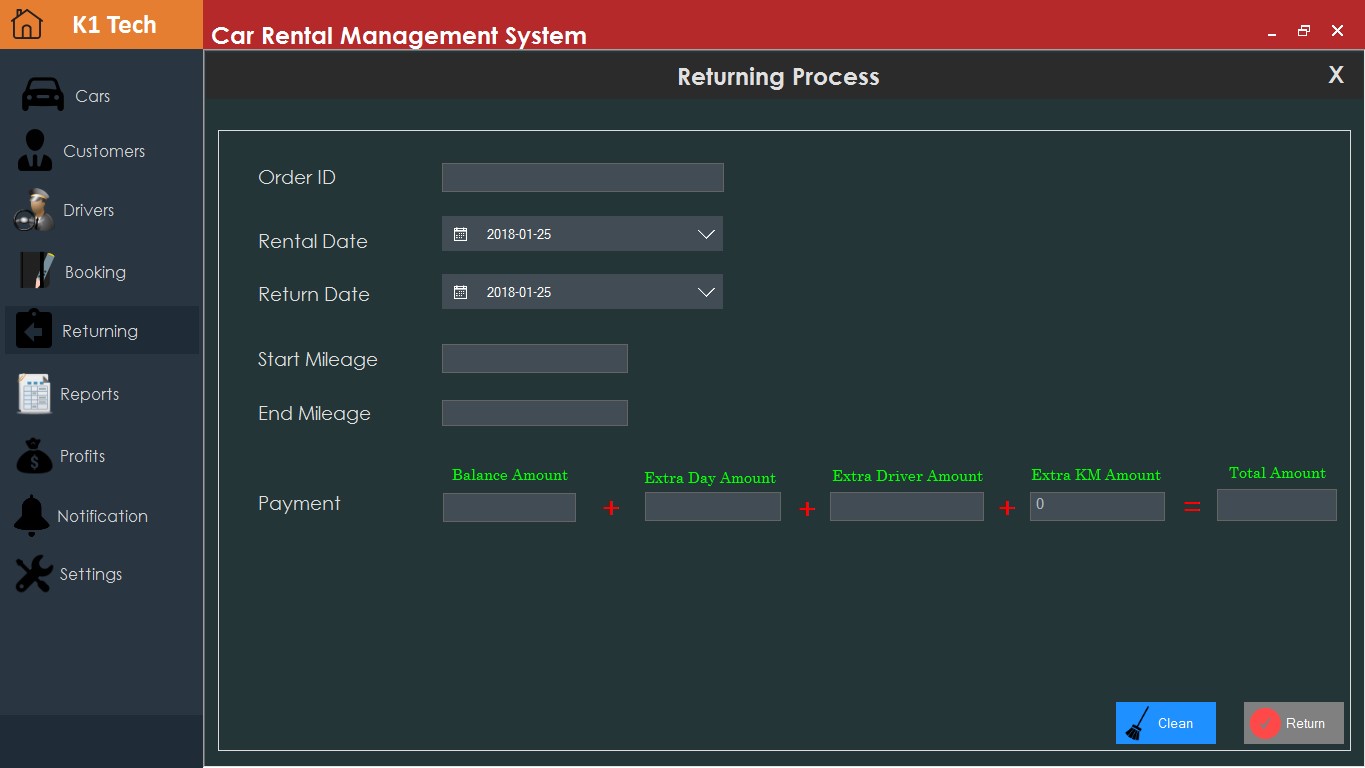 K1 Tech
Car Rental Management System
Returning Process
X
Cars
Customers
Drivers
Booking
Returning
Reports
Profits
$
Notification
Settings
Order ID
Rental Date
2018-01-25
Return Date
2018-01-25
Start Mileage
End Mileage
Balance Amount Extra Day Amount Extra Driver Amount Extra KM Amount Total Amount
Payment + + + 0 =
Clean
Return